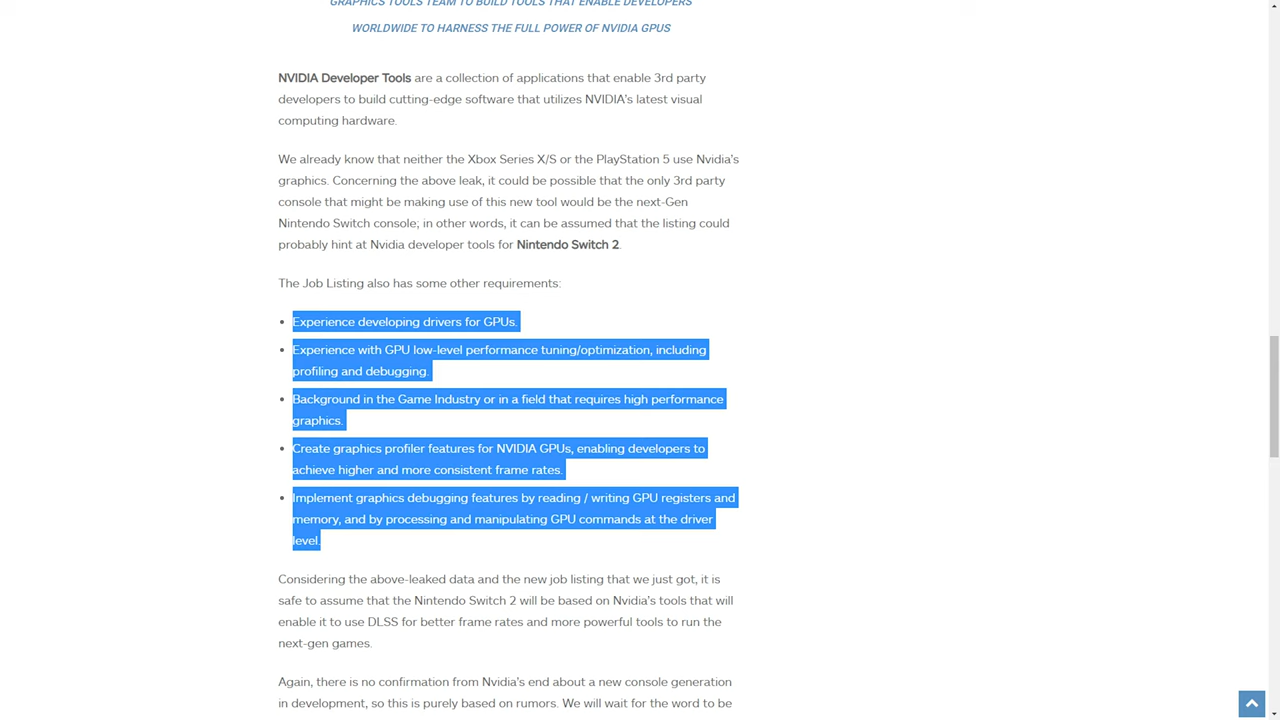 GRAPHICS TOOLS TEAM TO BUILD TOOLS THAT ENABLE DEVELOPERS
WORLDWIDE TO HARNESS THE FULL POWER OF NVIDIA GPUS
NVIDIA Developer Tools are a collection of applications that enable 3rd party
developers to build cutting-edge software that utilizes NVIDIA's latest visual
computing hardware.
We already know that neither the Xbox Series X/S or the PlayStation 5 use Nvidia's
graphics. Concerning the above leak, it could be possible that the only 3rd party
console that might be making use of this new tool would be the next-Gen
Nintendo Switch console; in other words, it can be assumed that the listing could
probably hint at Nvidia developer tools for Nintendo Switch 2.
The Job Listing also has some other requirements:
• Experience developing drivers for GPUs.
• Experience with GPU low-level performance tuning/optimization, including
profiling and debugging.
• Background in the Game Industry or in a field that requires high performance
graphics.
• Create graphics profiler features for NVIDIA GPUs, enabling developers to
achieve higher and more consistent frame rates.
• Implement graphics debugging features by reading / writing GPU registers and
memory, and by processing and manipulating GPU commands at the driver
level.
Considering the above-leaked data and the new job listing that we just got, it is
safe to assume that the Nintendo Switch 2 will be based on Nvidia's tools that will
enable it to use DLSS for better frame rates and more powerful tools to run the
next-gen games.
Again, there is no confirmation from Nvidia's end about a new console generation
in development, so this is purely based on rumors. We will wait for the word to be